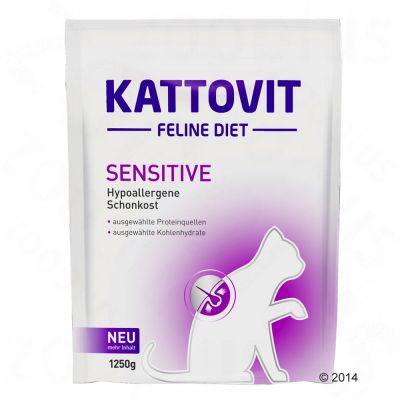 KATTOVIT
FELINE DIET
SENSITIVE
Hypoallergene
Schonkost
• ausgewählte Proteinquellen
• ausgewählte Kohlenhydrate
NEU
mehr Inhalt
1250g
© 2014